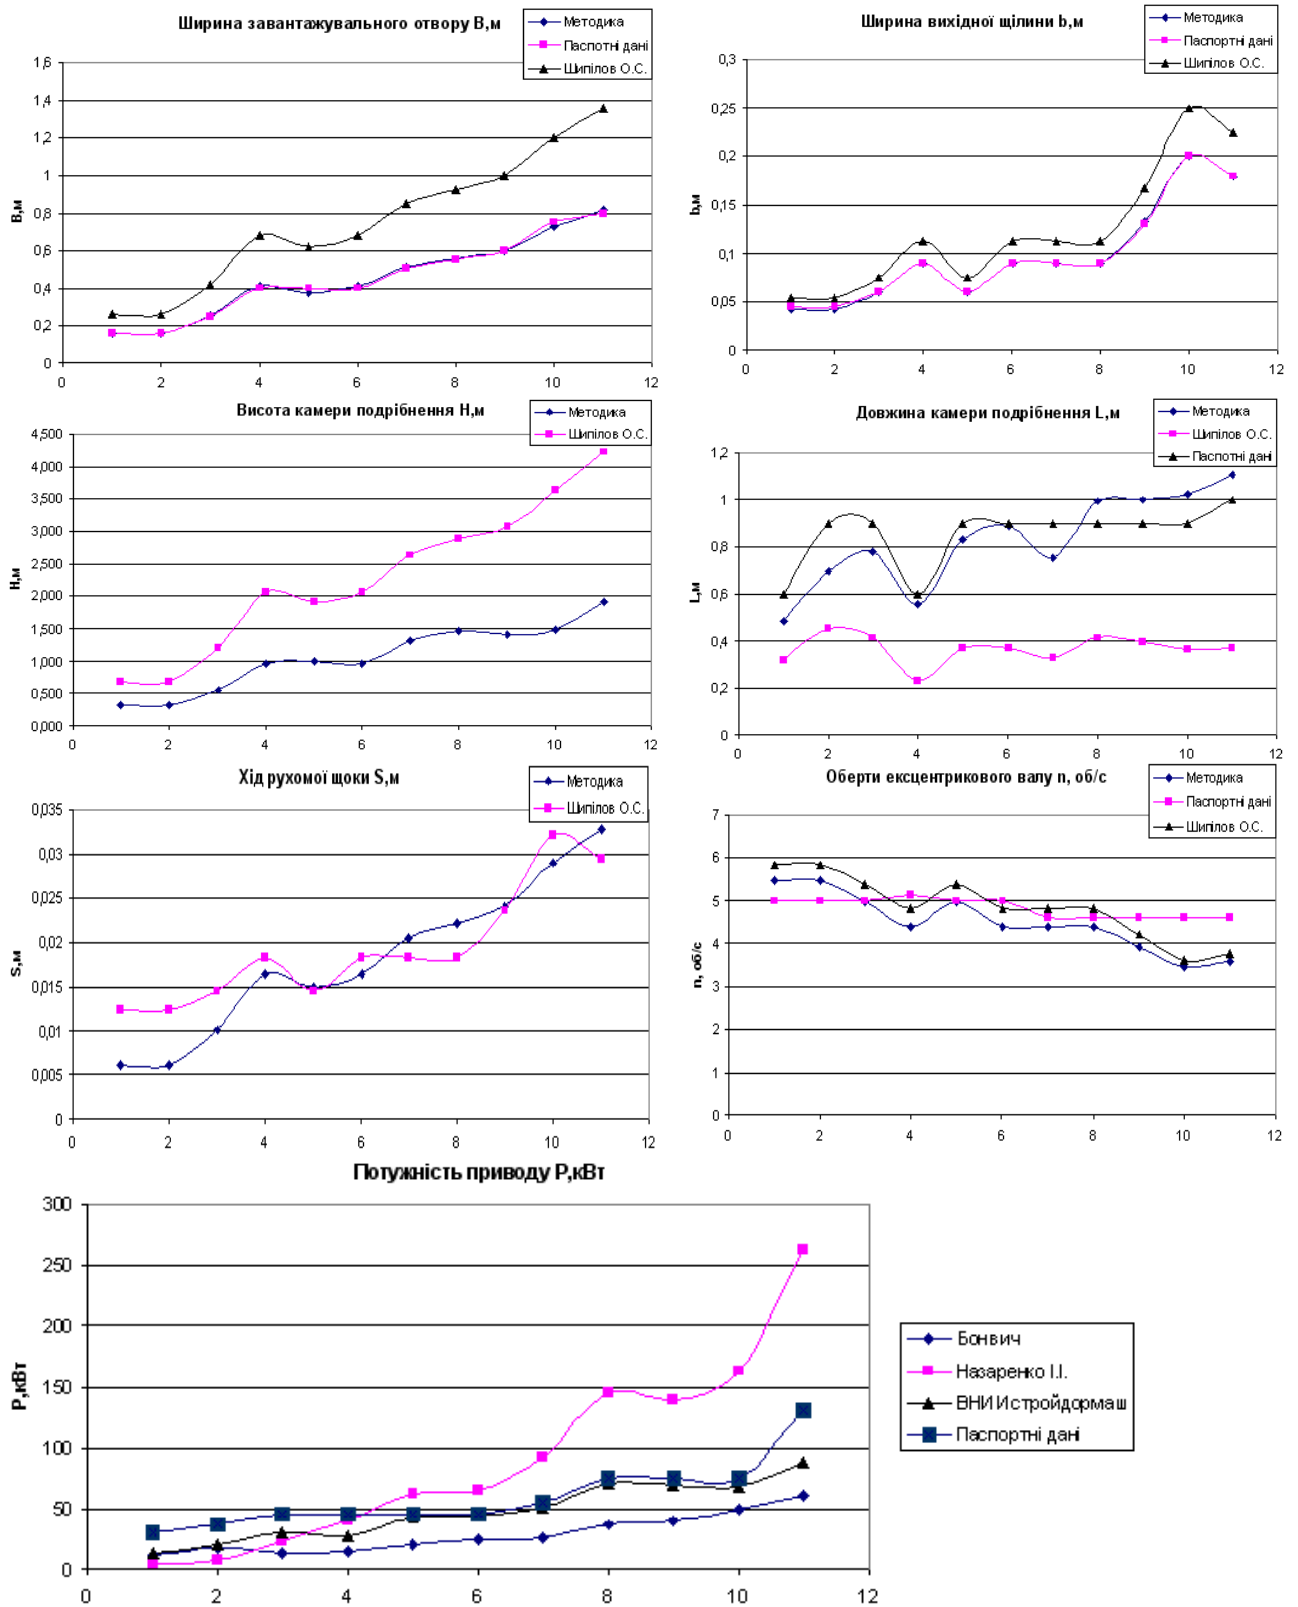 Ширина завантажувального отвору B,м
Методика
Паспотні дані
Шипілов О.С.
1,6
1,4
1,2
1
0,8
0,6
0,4
0,2
0
B,м
0 2 4 6 8 10 12
Ширина вихідної щілини b,м
Методика
Паспортні дані
Шипілов О.С.
0,3
0,25
0,2
0,15
0,1
0,05
0
b,м
0 2 4 6 8 10 12
Висота камери подрібнення H,м
Методика
Шипілов О.С.
4,500
4,000
3,500
3,000
2,500
2,000
1,500
1,000
0,500
0,000
H,м
0 2 4 6 8 10 12
Довжина камери подрібнення L,м
Методика
Шипілов О.С.
Паспотні дані
1,2
1
0,8
0,6
0,4
0,2
0
L,м
0 2 4 6 8 10 12
Хід рухомої щоки S,м
Методика
Шипілов О.С.
0,035
0,03
0,025
0,02
0,015
0,01
0,005
0
S,м
0 2 4 6 8 10 12
Оберти ексцентрикового валу n, об/с
Методика
Паспортні дані
Шипілов О.С.
7
6
5
4
3
2
1
0
n, об/с
0 2 4 6 8 10 12
Потужність приводу P,кВт
300
250
200
150
100
50
0
P,кВт
0 2 4 6 8 10 12
Бонвич
Назаренко І.І.
ВНИИстройдормаш
Паспортні дані